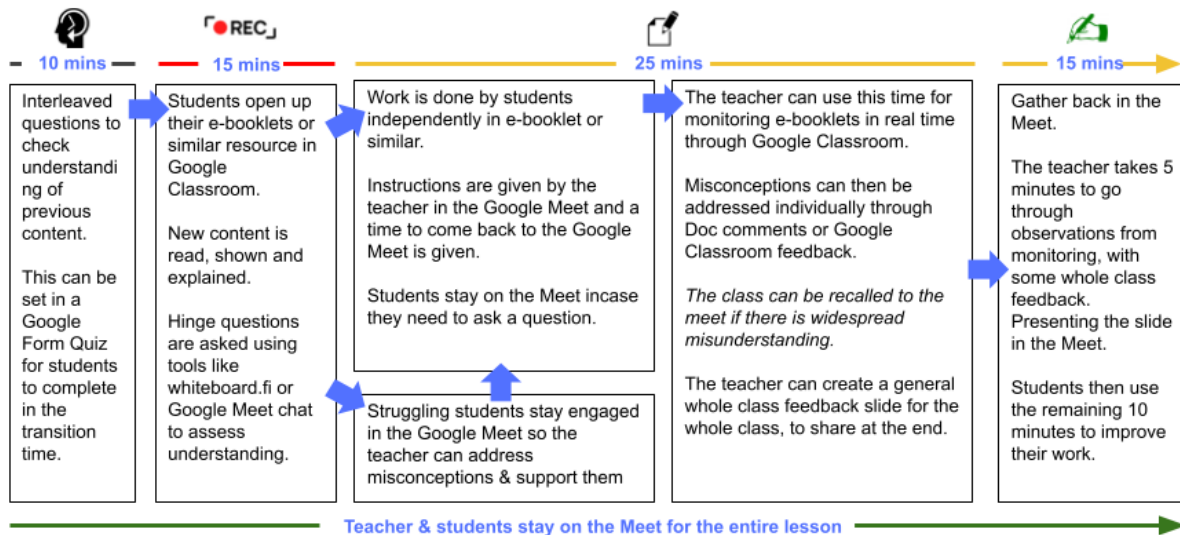 REC
10 mins
15 mins
25 mins
15 mins
Interleaved
questions to
check
understandi
ng of
previous
content.
This can be
set in a
Google
Form Quiz
for students
to complete
in the
transition
time.
Students open up
their e-booklets or
similar resource in
Google
Classroom.
New content is
read, shown and
explained.
Hinge questions
are asked using
tools like
whiteboard.fi or
Google Meet chat
to assess
understanding.
Work is done by students
independently in e-booklet or
similar.
Instructions are given by the
teacher in the Google Meet and a
time to come back to the Google
Meet is given.
Students stay on the Meet incase
they need to ask a question.
Struggling students stay engaged
in the Google Meet so the
teacher can address
misconceptions & support them
The teacher can use this time for
monitoring e-booklets in real time
through Google Classroom.
Misconceptions can then be
addressed individually through
Doc comments or Google
Classroom feedback.
The class can be recalled to the
meet if there is widespread
misunderstanding.
The teacher can create a general
whole class feedback slide for the
whole class, to share at the end.
Gather back in the
Meet.
The teacher takes 5
minutes to go
through
observations from
monitoring, with
some whole class
feedback.
Presenting the slide
in the Meet.
Students then use
the remaining 10
minutes to improve
their work.
Teacher & students stay on the Meet for the entire lesson